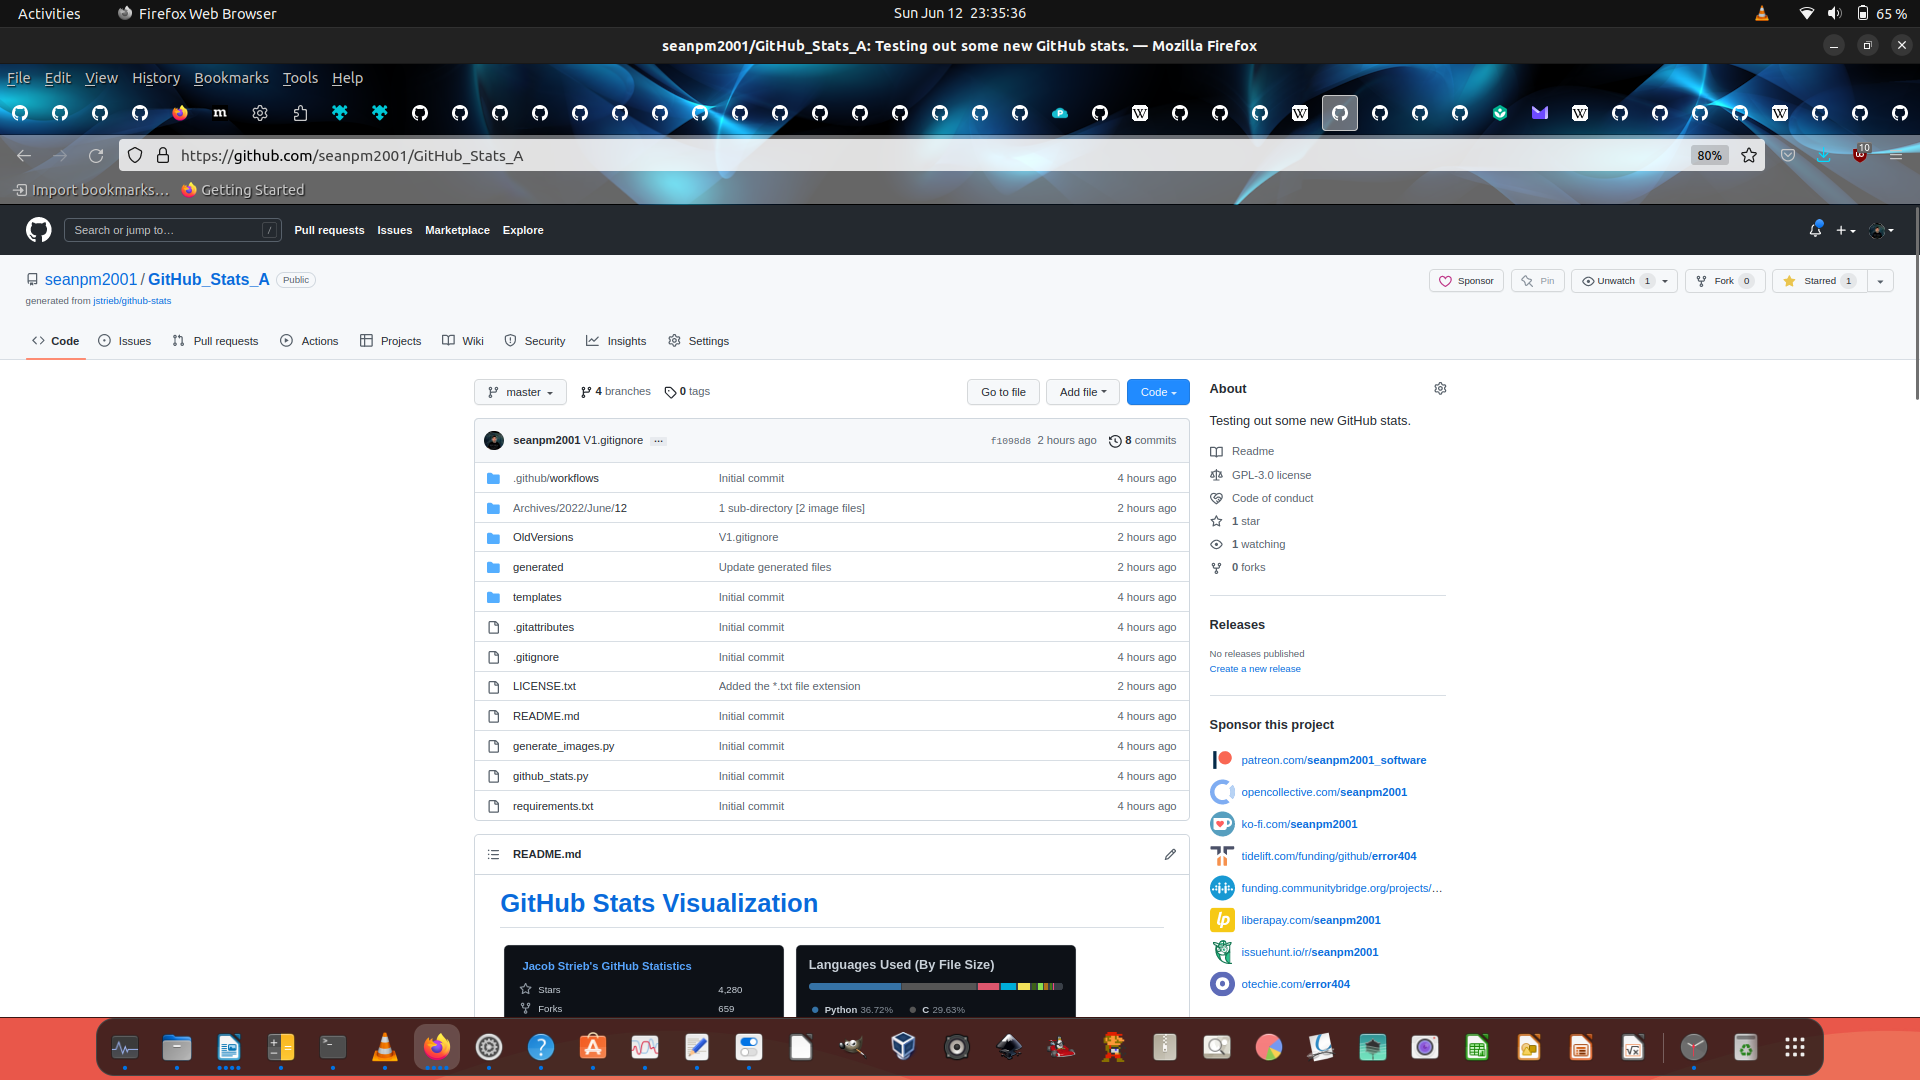 Activities Firefox Web Browser Sun Jun 12 23:35:36 65 %
seanpm2001/GitHub_Stats_A: Testing out some new GitHub stats. — Mozilla Firefox
File Edit View History Bookmarks Tools Help
https://github.com/seanpm2001/GitHub_Stats_A 80% 10
Import bookmarks… Getting Started
Search or jump to… / Pull requests Issues Marketplace Explore
seanpm2001 / GitHub_Stats_A Public Sponsor Pin Unwatch 1 Fork 0 Starred 1
generated from jstrieb/github-stats
Code Issues Pull requests Actions Projects Wiki Security Insights Settings
master 4 branches 0 tags Go to file Add file Code
seanpm2001 V1.gitignore ... f1098d8 2 hours ago 8 commits
.github/workflows Initial commit 4 hours ago
Archives/2022/June/12 1 sub-directory [2 image files] 2 hours ago
OldVersions V1.gitignore 2 hours ago
generated Update generated files 2 hours ago
templates Initial commit 4 hours ago
.gitattributes Initial commit 4 hours ago
.gitignore Initial commit 4 hours ago
LICENSE.txt Added the *.txt file extension 2 hours ago
README.md Initial commit 4 hours ago
generate_images.py Initial commit 4 hours ago
github_stats.py Initial commit 4 hours ago
requirements.txt Initial commit 4 hours ago
README.md
GitHub Stats Visualization
Jacob Strieb's GitHub Statistics
Stars 4,280
Forks 659
Languages Used (By File Size)
Python 36.72% C 29.63%
About
Testing out some new GitHub stats.
Readme
GPL-3.0 license
Code of conduct
1 star
1 watching
0 forks
Releases
No releases published
Create a new release
Sponsor this project
patreon.com/seanpm2001_software
opencollective.com/seanpm2001
ko-fi.com/seanpm2001
tidelift.com/funding/github/error404
funding.communitybridge.org/projects/…
liberapay.com/seanpm2001
issuehunt.io/r/seanpm2001
otechie.com/error404